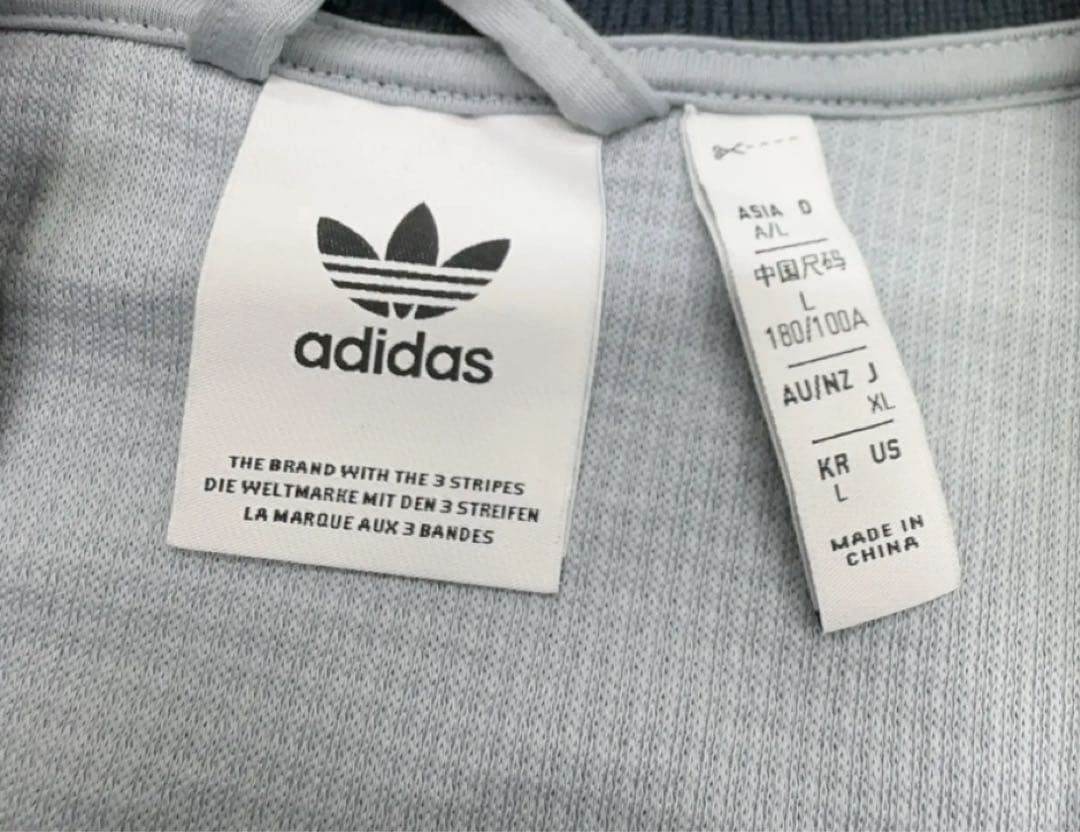 adidas
THE BRAND WITH THE 3 STRIPES
DIE WELTMARKE MIT DEN 3 STREIFEN
LA MARQUE AUX 3 BANDES
ASIA D
A/L
中国尺码
L
180/100A
AU/NZ J
XL
KR US
L
MADE IN
CHINA